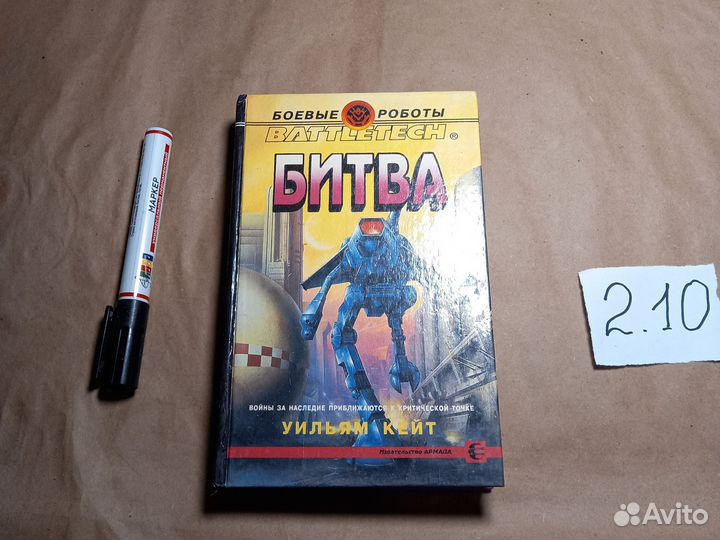 БОЕВЫЕ РОБОТЫ
BATTLETECH®
БИТВА
ВОЙНЫ ЗА НАСЛЕДИЕ ПРИБЛИЖАЮТСЯ К КРИТИЧЕСКОЙ ТОЧКЕ
УИЛЬЯМ КЕЙТ
Издательство АРМАДА
МАРКЕР
2.10
Avito